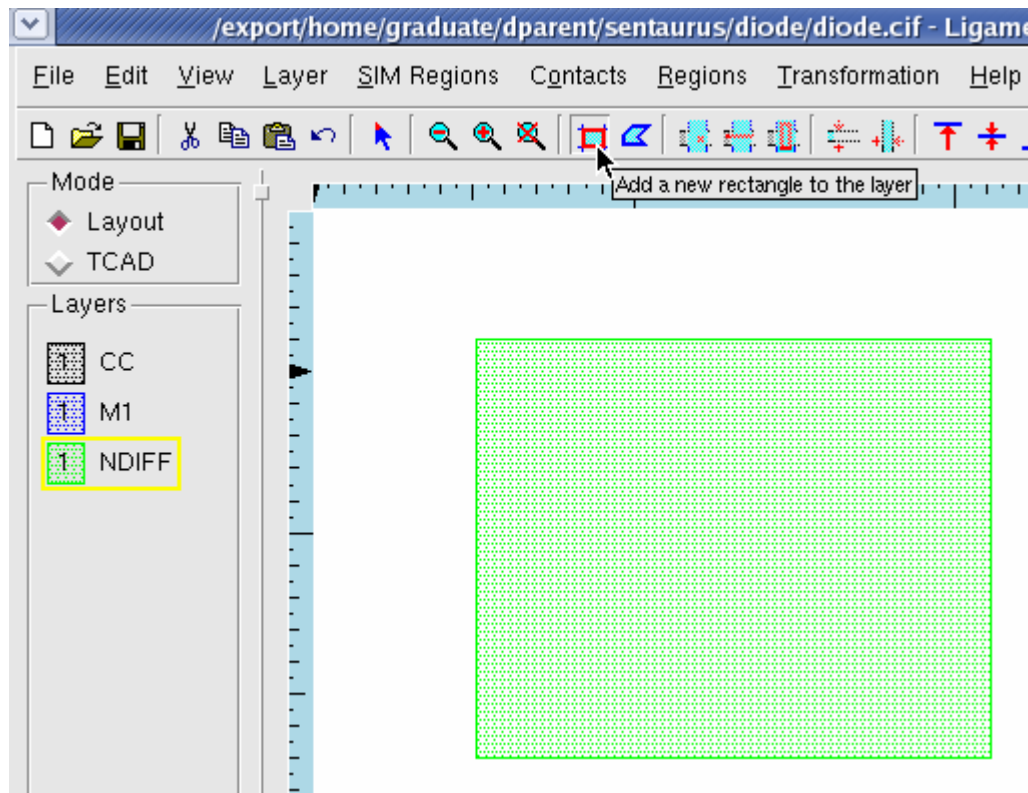 /export/home/graduate/dparent/sentaurus/diode/diode.cif - Ligame
File Edit View Layer SIM Regions Contacts Regions Transformation Help
Add a new rectangle to the layer
Mode
Layout
TCAD
Layers
1 CC
1 M1
1 NDIFF